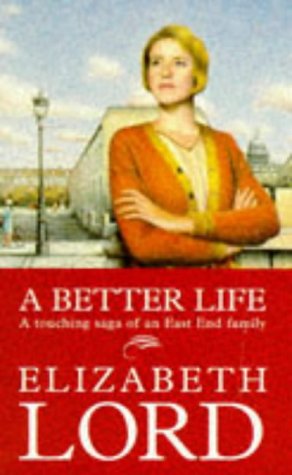 A BETTER LIFE
A touching saga of an East End family
ELIZABETH
LORD